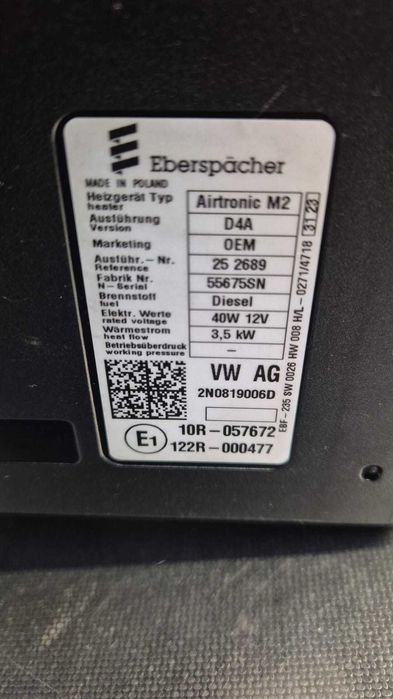 Eberspächer
MADE IN POLAND
Heizgerät Typ
heater
Airtronic M2
Ausführung
Version
D4A
Marketing
OEM
Ausführ.-Nr.
Reference
25 2689
Fabrik Nr.
N-Serial
55675SN
Brennstoff
fuel
Diesel
Elektr. Werte
rated voltage
40W 12V
Wärmestrom
heat flow
3,5 kW
Betriebsüberdruck
working pressure
–
VW AG
2N0819006D
E1
10R-057672
122R-000477
EBF-235 SW 0026 HW 008 H/L-0271/4718 31 23